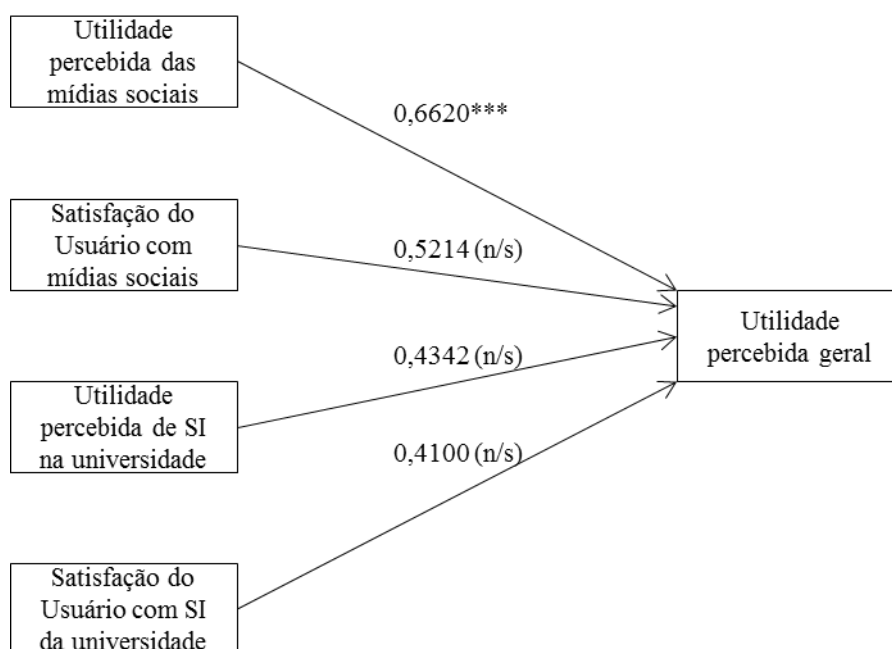 Utilidade
percebida das
mídias sociais
0,6620***
Satisfação do
Usuário com
mídias sociais
0,5214 (n/s)
Utilidade
percebida geral
0,4342 (n/s)
Utilidade
percebida de SI
na universidade
0,4100 (n/s)
Satisfação do
Usuário com SI
da universidade